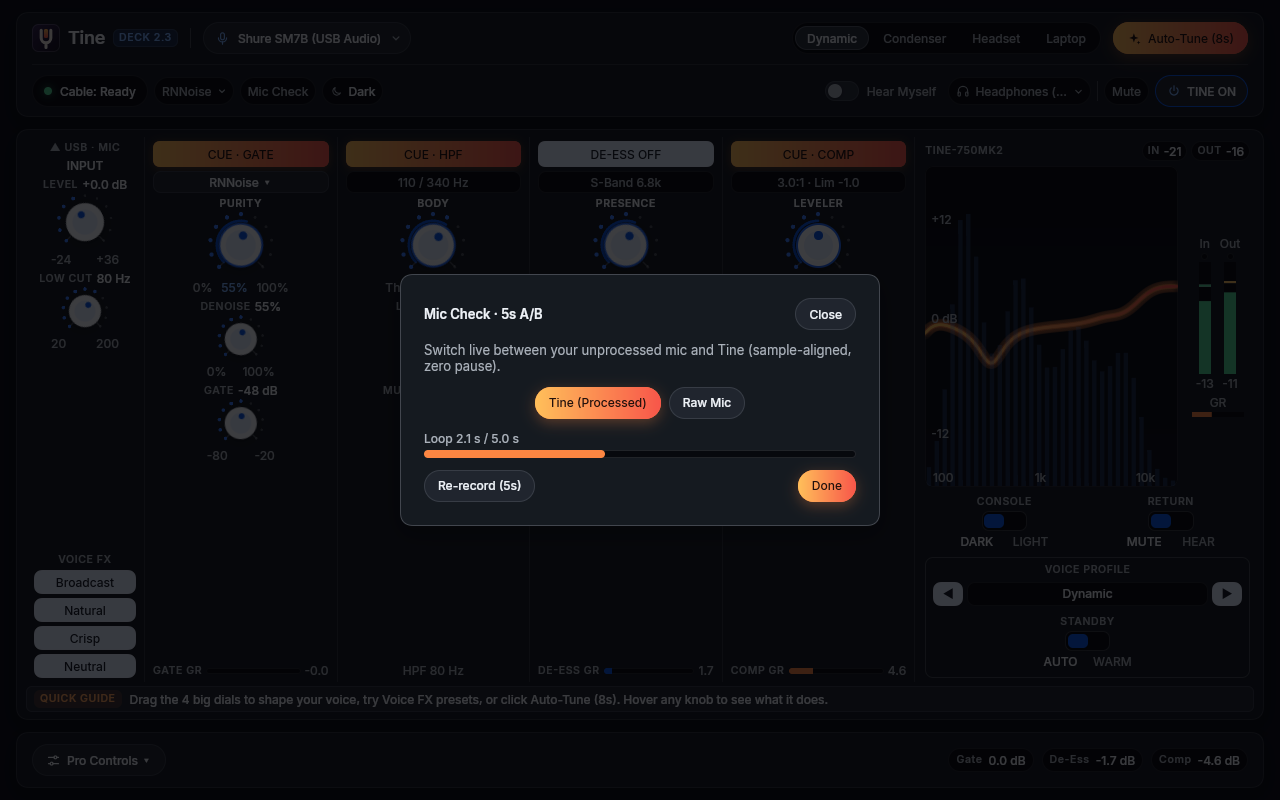 Tine DECK 2.3 Shure SM7B (USB Audio) Dynamic Condenser Headset Laptop Auto-Tune (8s)
Cable: Ready RNNoise Mic Check Dark Hear Myself Headphones (... Mute TINE ON
USB · MIC
INPUT
LEVEL +0.0 dB
-24 +36
LOW CUT 80 Hz
20 200
VOICE FX
Broadcast
Natural
Crisp
Neutral
CUE · GATE
RNNoise
PURITY
0% 55% 100%
DENOISE 55%
0% 100%
GATE -48 dB
-80 -20
GATE GR -0.0
CUE · HPF
110 / 340 Hz
BODY
HPF 80 Hz
DE-ESS OFF
S-Band 6.8k
PRESENCE
DE-ESS GR 1.7
CUE · COMP
3.0:1 · Lim -1.0
LEVELER
COMP GR 4.6
Mic Check · 5s A/B Close
Switch live between your unprocessed mic and Tine (sample-aligned,
zero pause).
Tine (Processed) Raw Mic
Loop 2.1 s / 5.0 s
Re-record (5s) Done
TINE-750MK2 IN -21 OUT -16
+12
0 dB
-12
100 1k 10k
In Out
-13 -11
GR
CONSOLE RETURN
DARK LIGHT MUTE HEAR
VOICE PROFILE
Dynamic
STANDBY
AUTO WARM
QUICK GUIDE Drag the 4 big dials to shape your voice, try Voice FX presets, or click Auto-Tune (8s). Hover any knob to see what it does.
Pro Controls Gate 0.0 dB De-Ess -1.7 dB Comp -4.6 dB